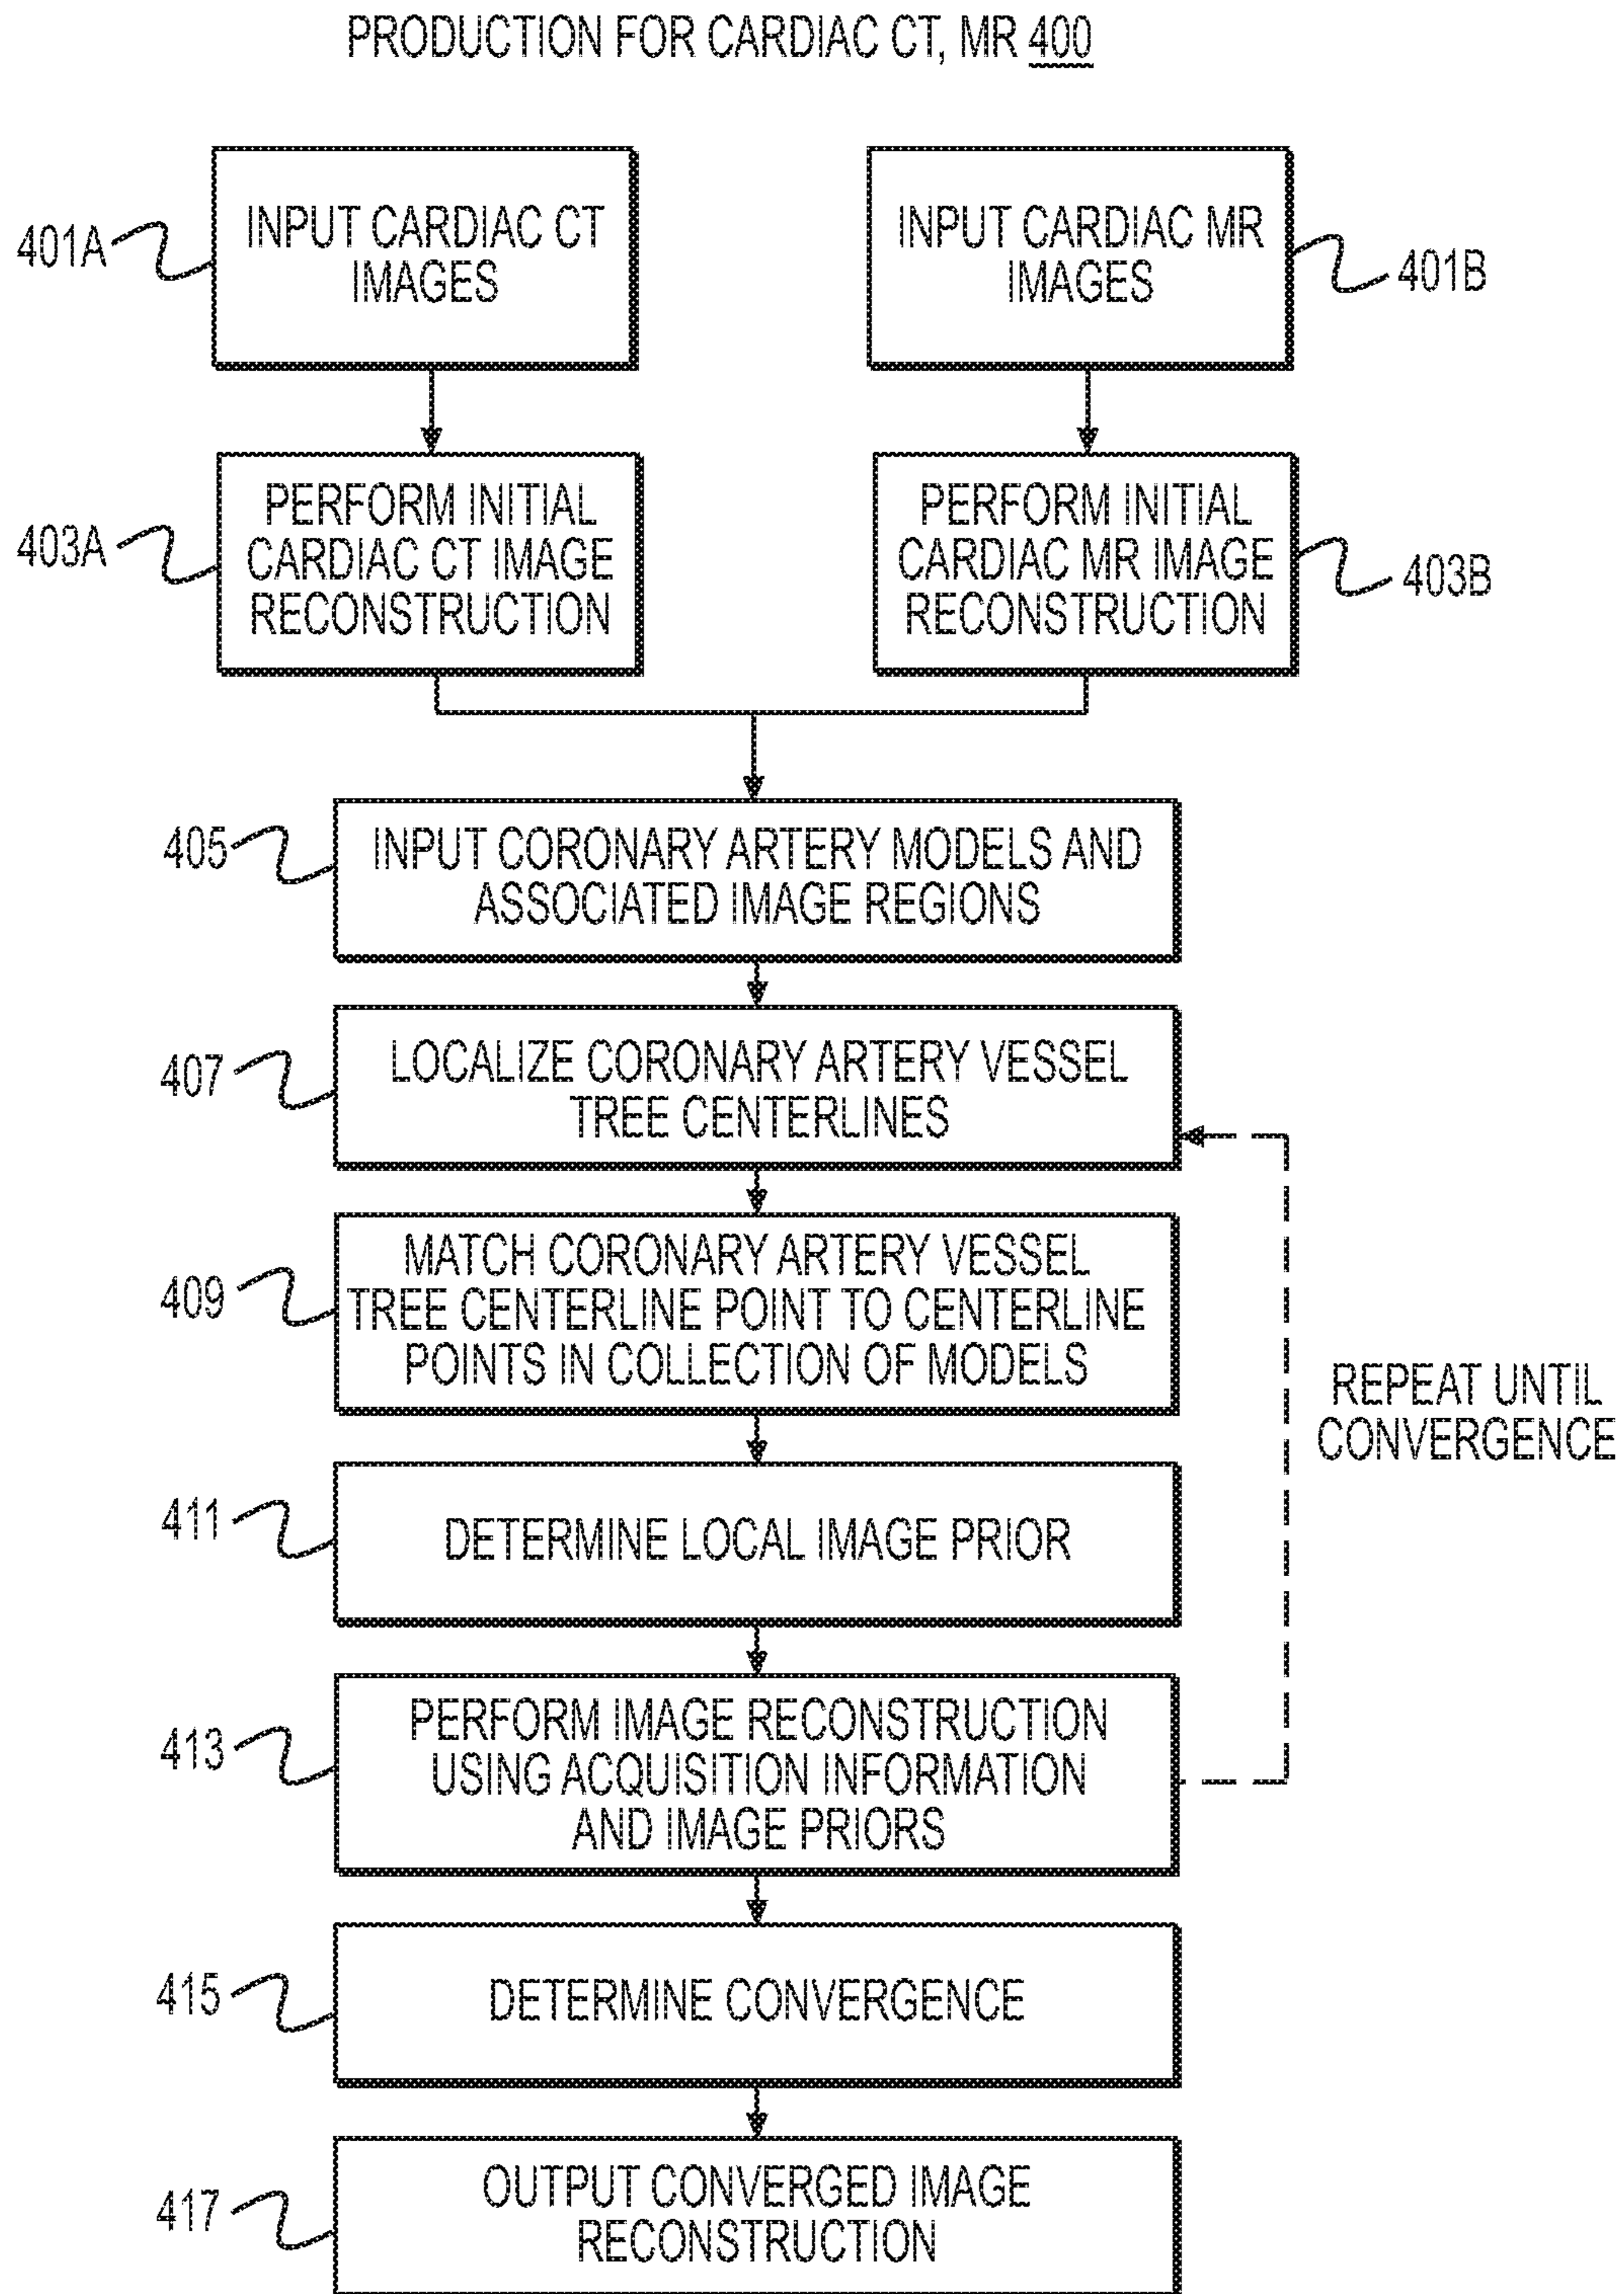 PRODUCTION FOR CARDIAC CT, MR 400
401A
INPUT CARDIAC CT
IMAGES
INPUT CARDIAC MR
IMAGES
401B
403A
PERFORM INITIAL
CARDIAC CT IMAGE
RECONSTRUCTION
PERFORM INITIAL
CARDIAC MR IMAGE
RECONSTRUCTION
403B
405
INPUT CORONARY ARTERY MODELS AND
ASSOCIATED IMAGE REGIONS
407
LOCALIZE CORONARY ARTERY VESSEL
TREE CENTERLINES
409
MATCH CORONARY ARTERY VESSEL
TREE CENTERLINE POINT TO CENTERLINE
POINTS IN COLLECTION OF MODELS
REPEAT UNTIL
CONVERGENCE
411
DETERMINE LOCAL IMAGE PRIOR
413
PERFORM IMAGE RECONSTRUCTION
USING ACQUISITION INFORMATION
AND IMAGE PRIORS
415
DETERMINE CONVERGENCE
417
OUTPUT CONVERGED IMAGE
RECONSTRUCTION